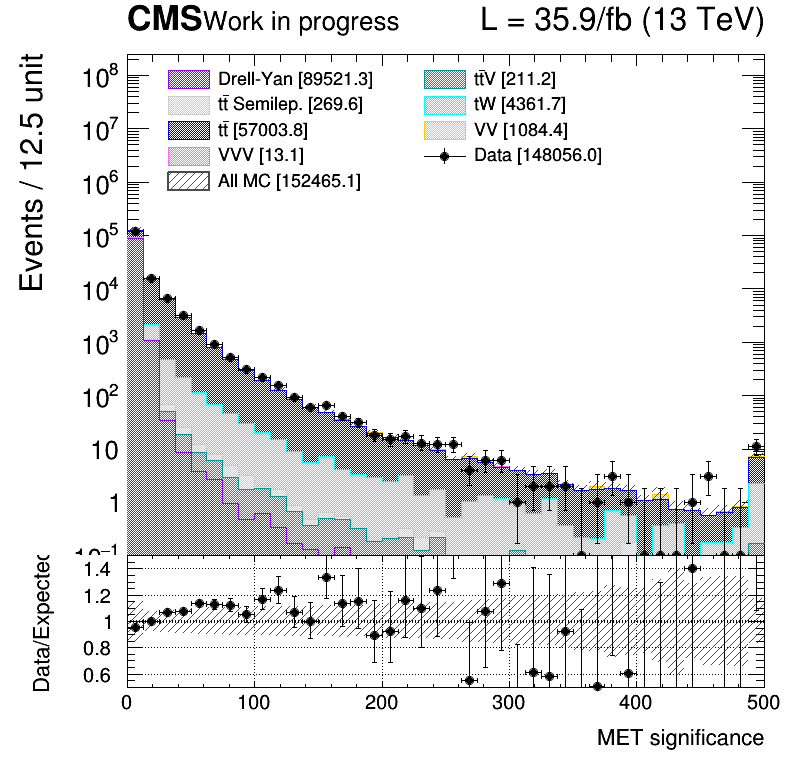 CMS Work in progress L = 35.9/fb (13 TeV)
Events / 12.5 unit
10⁸
10⁷
10⁶
10⁵
10⁴
10³
10²
10
1
10⁻¹
Drell-Yan [89521.3]
tt̄ Semilep. [269.6]
tt̄ [57003.8]
VVV [13.1]
All MC [152465.1]
tt̄V [211.2]
tW [4361.7]
VV [1084.4]
Data [148056.0]
Data/Expected
1.4
1.2
1
0.8
0.6
0 100 200 300 400 500
MET significance